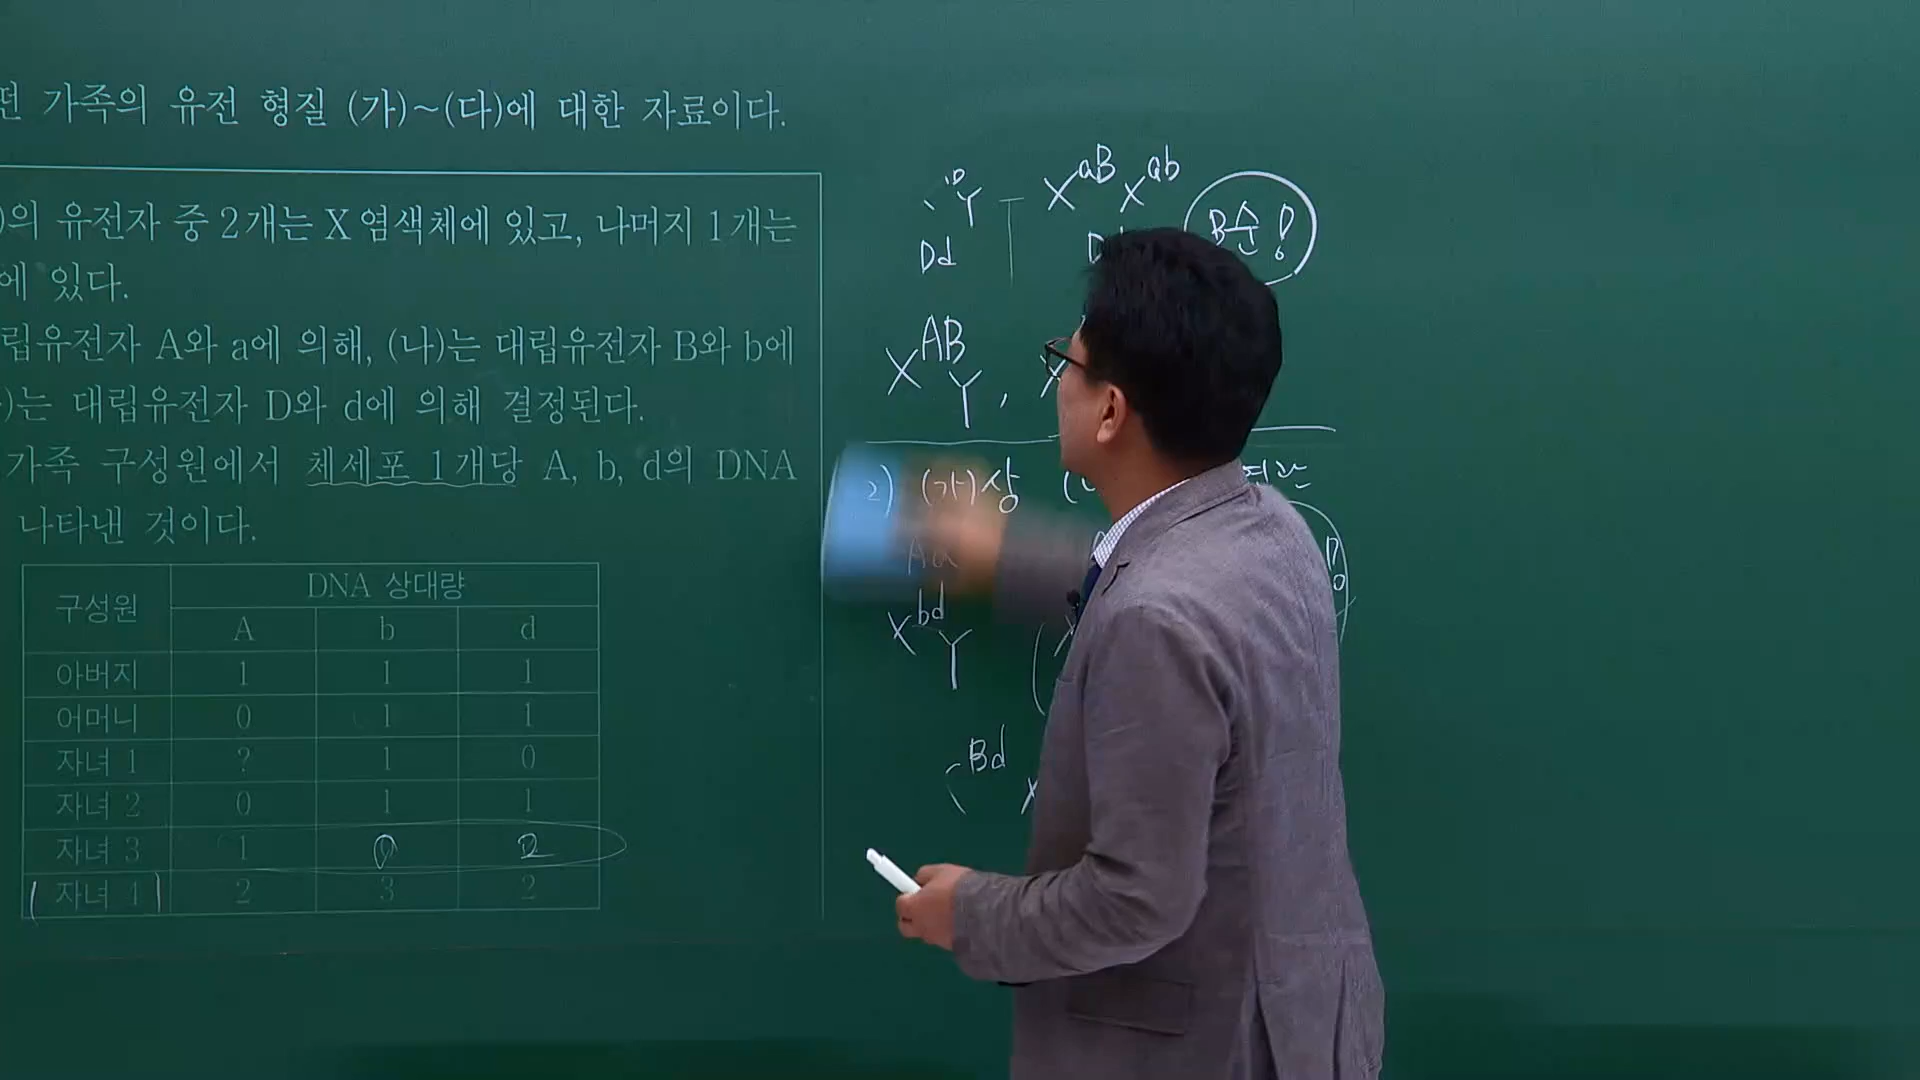 가족의 유전 형질 (가)~(다)에 대한 자료이다.
)의 유전자 중 2개는 X 염색체에 있고, 나머지 1개는
에 있다.
립유전자 A와 a에 의해, (나)는 대립유전자 B와 b에
)는 대립유전자 D와 d에 의해 결정된다.
가족 구성원에서 체세포 1개당 A, b, d의 DNA
나타낸 것이다.
구성원 DNA 상대량
A b d
아버지 1 1 1
어머니 0 1 1
자녀 1 ? 1 0
자녀 2 0 1 1
자녀 3 1 0 2
자녀 4 2 3 2
Y X^aB X^ab
Dd B순!
X^AB Y,
2) (가)상
X^bd Y
Bd